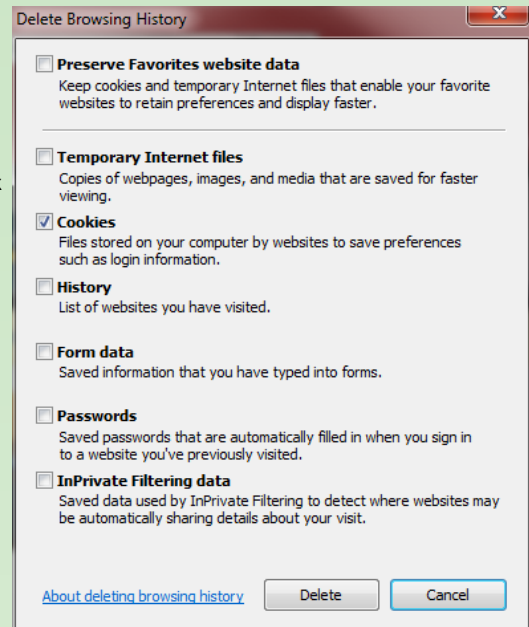 Delete Browsing History
Preserve Favorites website data
Keep cookies and temporary Internet files that enable your favorite
websites to retain preferences and display faster.
Temporary Internet files
Copies of webpages, images, and media that are saved for faster
viewing.
Cookies
Files stored on your computer by websites to save preferences
such as login information.
History
List of websites you have visited.
Form data
Saved information that you have typed into forms.
Passwords
Saved passwords that are automatically filled in when you sign in
to a website you've previously visited.
InPrivate Filtering data
Saved data used by InPrivate Filtering to detect where websites may
be automatically sharing details about your visit.
About deleting browsing history Delete Cancel